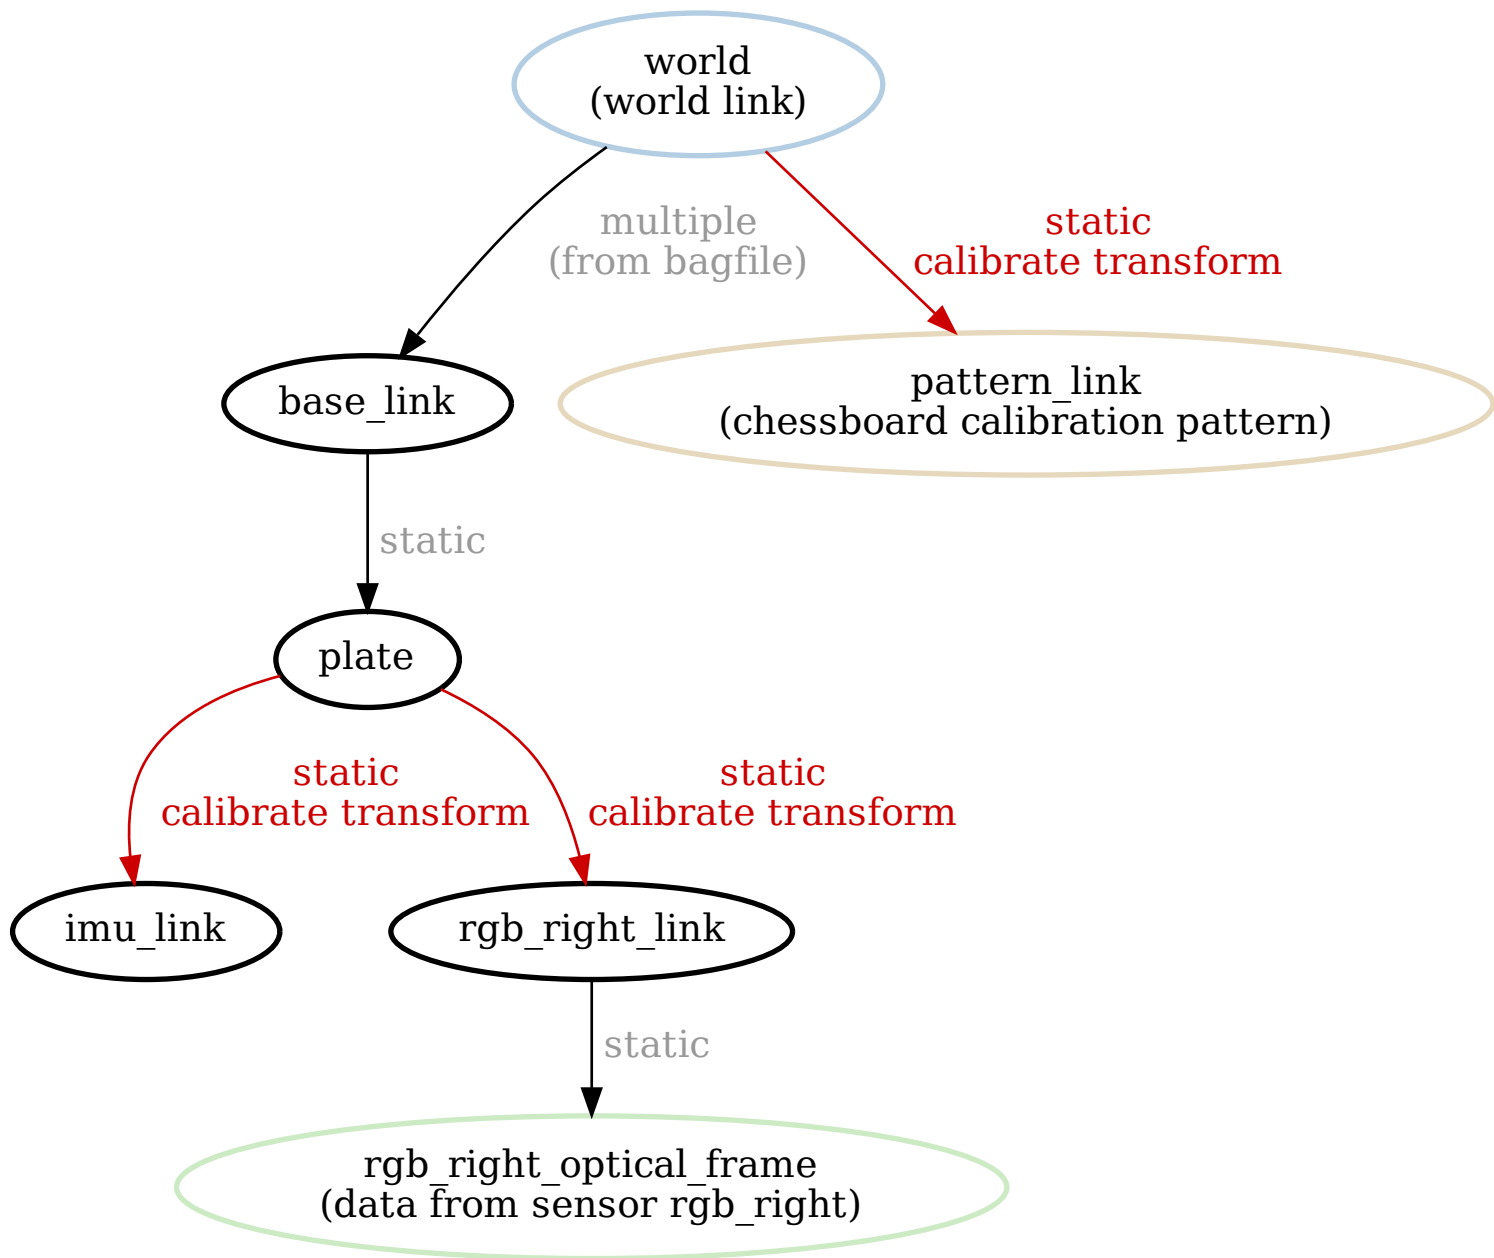 world
(world link)
multiple
(from bagfile)
static
calibrate transform
base_link
pattern_link
(chessboard calibration pattern)
static
plate
static
calibrate transform
static
calibrate transform
imu_link
rgb_right_link
static
rgb_right_optical_frame
(data from sensor rgb_right)